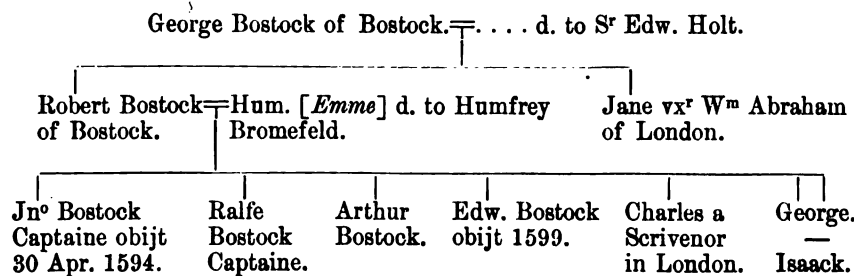 George Bostock of Bostock.=. . . . d. to Sʳ Edw. Holt.
Robert Bostock=Hum. [Emme] d. to Humfrey
of Bostock.
Bromefeld.
Jane vxʳ Wᵐ Abraham
of London.
Jnᵒ Bostock
Captaine obijt
30 Apr. 1594.
Ralfe
Bostock
Captaine.
Arthur
Bostock.
Edw. Bostock
obijt 1599.
Charles a
Scrivenor
in London.
George.
—
Isaack.